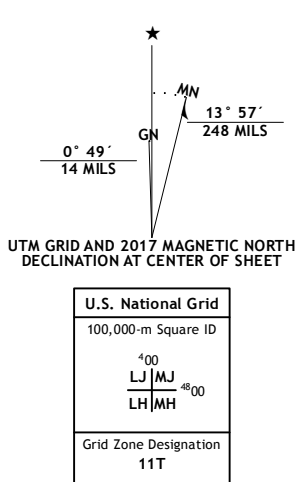 ★
MN
GN
13° 57´
248 MILS
0° 49´
14 MILS
UTM GRID AND 2017 MAGNETIC NORTH
DECLINATION AT CENTER OF SHEET
U.S. National Grid
100,000-m Square ID
⁴00
LJ MJ
⁴⁸00
LH MH
Grid Zone Designation
11T